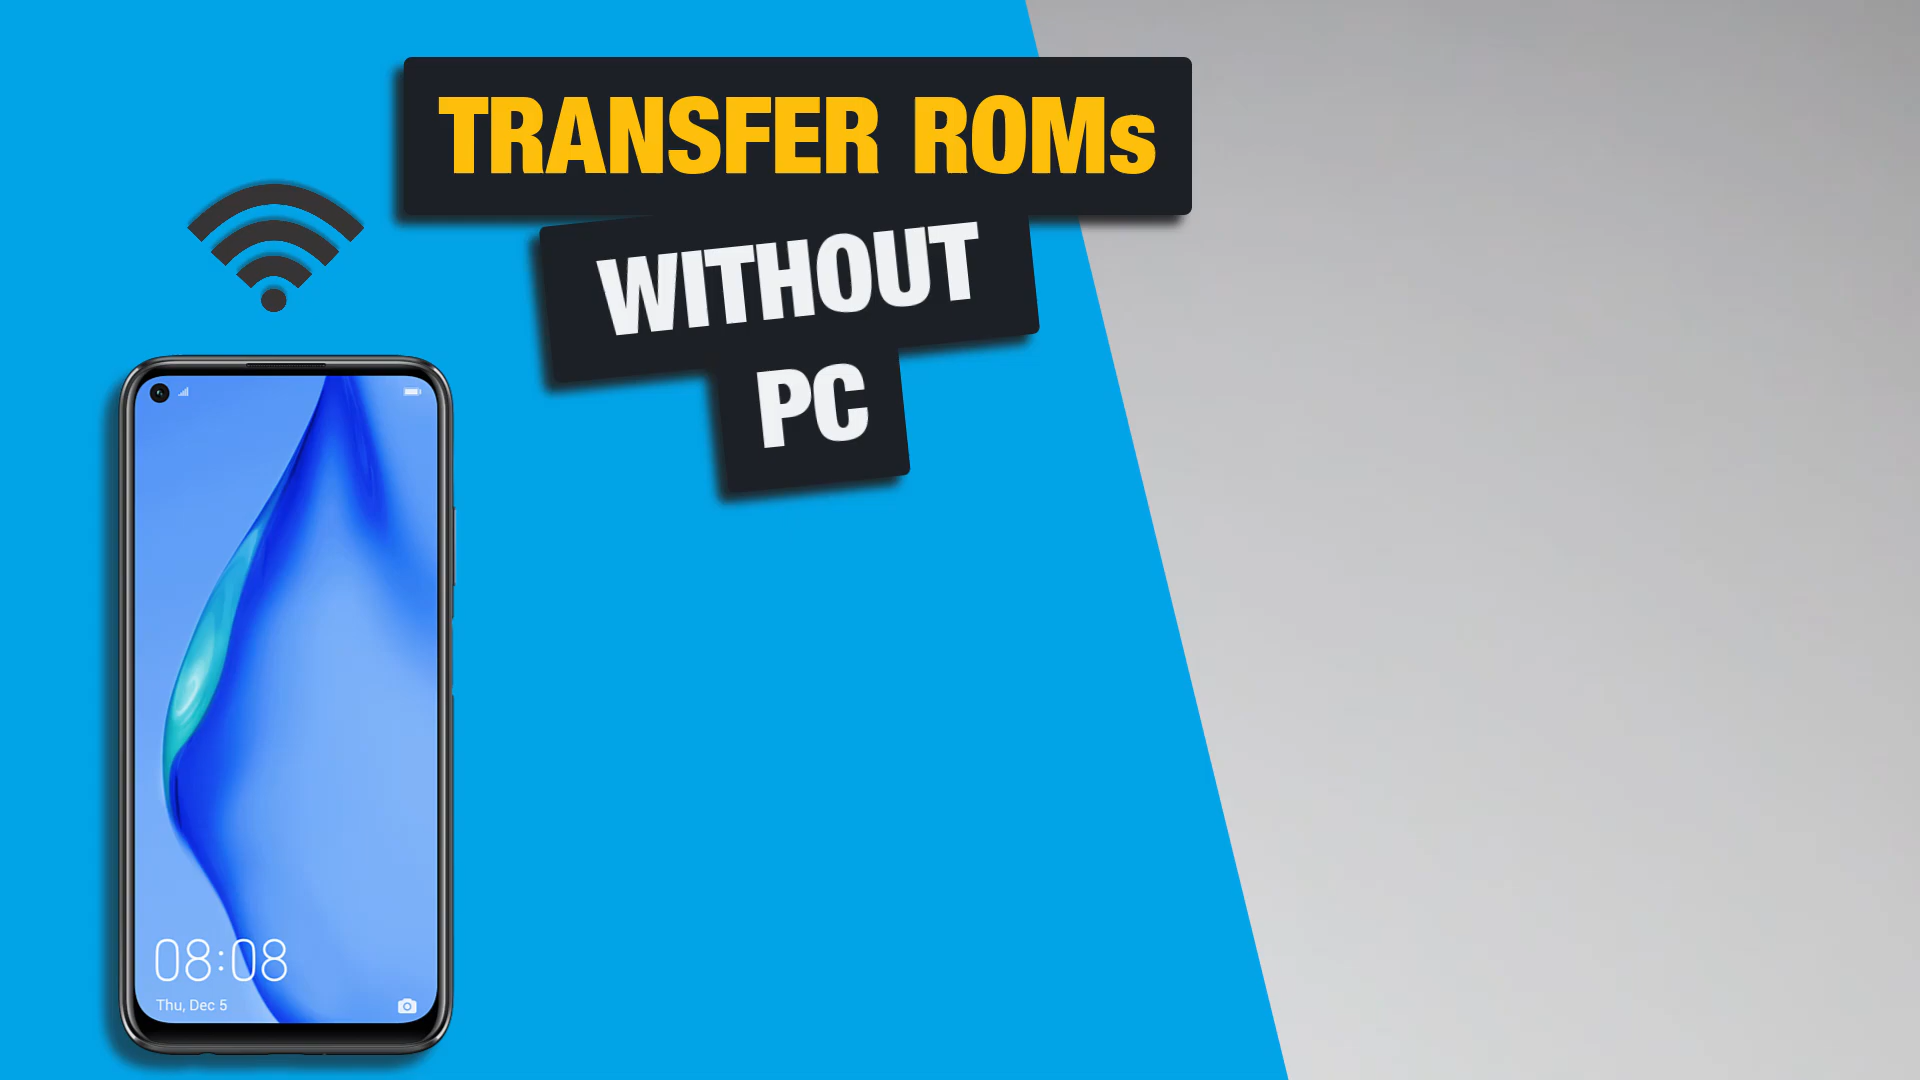 TRANSFER ROMs
WITHOUT
PC
08:08
Thu, Dec 5